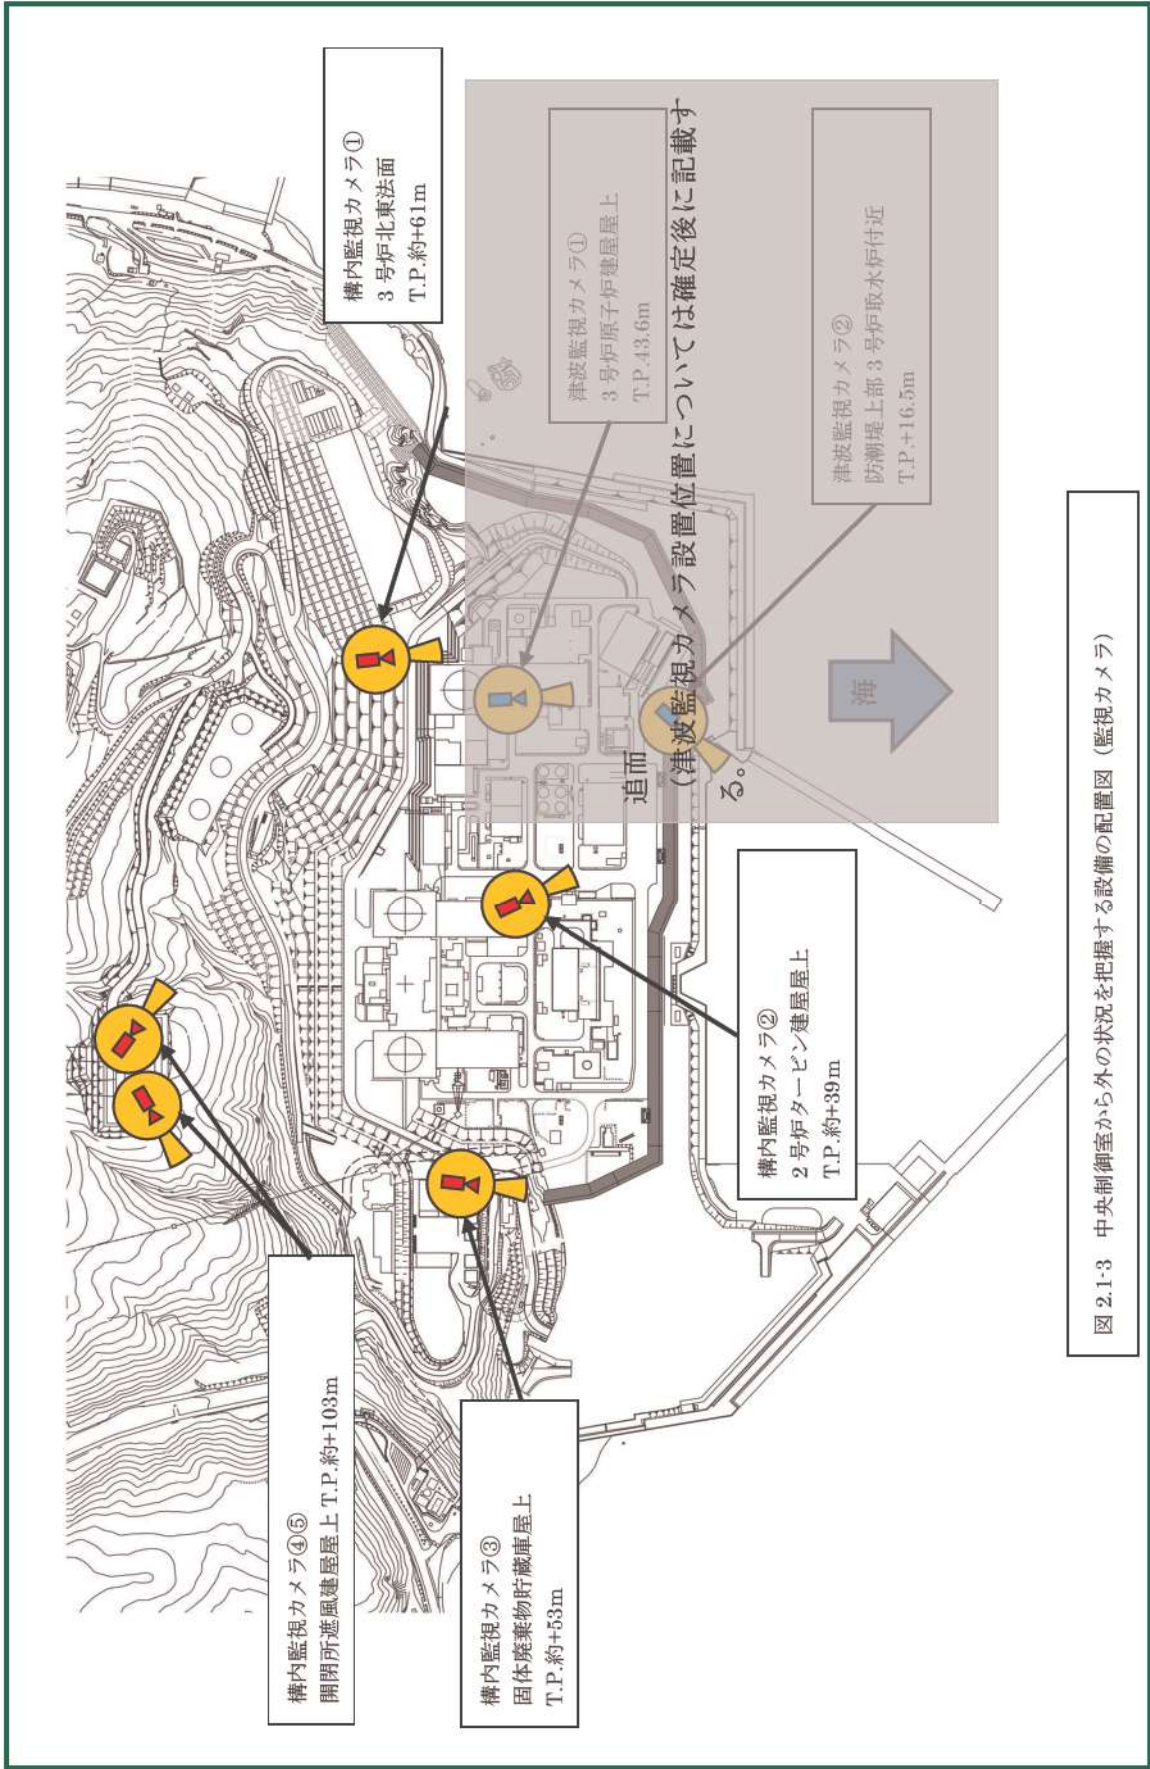 構内監視カメラ④⑤
開閉所遮風建屋屋上 T.P.約+103m
構内監視カメラ③
固体廃棄物貯蔵庫屋上
T.P.約+53m
構内監視カメラ②
2 号炉タービン建屋屋上
T.P.約+39m
構内監視カメラ①
3 号炉北東法面
T.P.約+61m
津波監視カメラ①
3 号炉原子炉建屋屋上
T.P.43.6m
津波監視カメラ②
防潮堤上部 3 号炉取水炉付近
T.P.+16.5m
追而
(津波監視カメラ設置位置については確定後に記載す
る。
海
図 2.1-3 中央制御室から外の状況を把握する設備の配置図(監視カメラ)